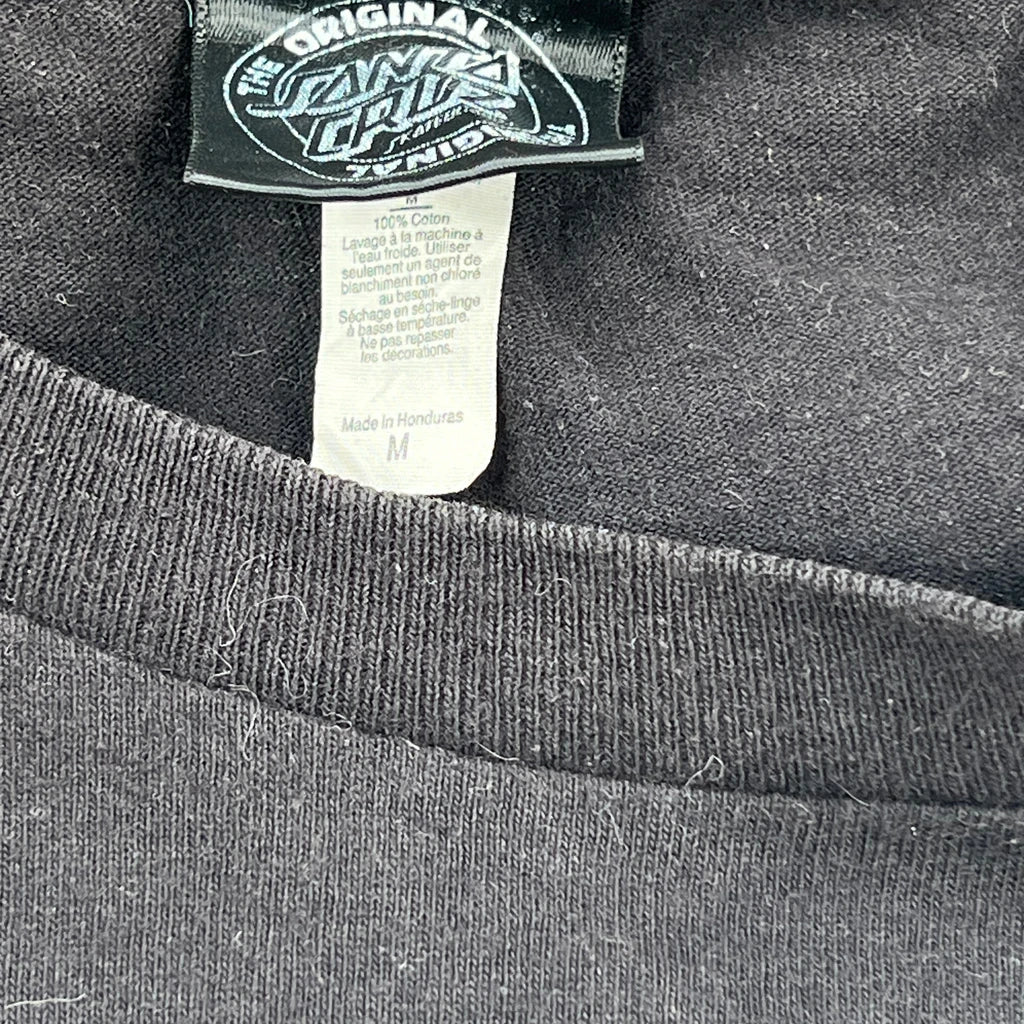 THE ORIGINAL
SANTA
CRUZ
M
100% Coton
Lavage à la machine à
l'eau froide. Utiliser
seulement un agent de
blanchiment non chloré
au besoin.
Séchage en sèche-linge
à basse température.
Ne pas repasser
les décorations.
Made in Honduras
M